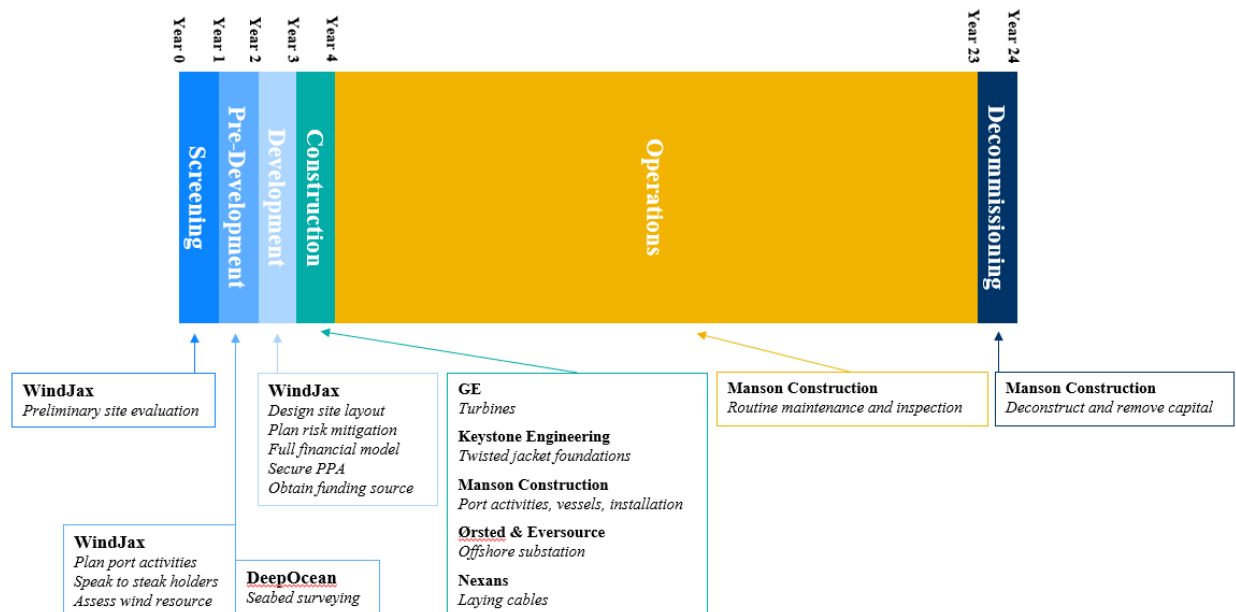 Year 0
Year 1
Year 2
Year 3
Year 4
Year 23
Year 24
Screening
Pre-Development
Development
Construction
Operations
Decommissioning
WindJax
Preliminary site evaluation
WindJax
Plan port activities
Speak to steak holders
Assess wind resource
DeepOcean
Seabed surveying
WindJax
Design site layout
Plan risk mitigation
Full financial model
Secure PPA
Obtain funding source
GE
Turbines
Keystone Engineering
Twisted jacket foundations
Manson Construction
Port activities, vessels, installation
Ørsted & Eversource
Offshore substation
Nexans
Laying cables
Manson Construction
Routine maintenance and inspection
Manson Construction
Deconstruct and remove capital